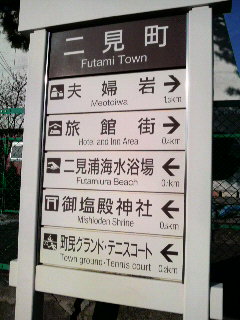 二見町
Futami Town
夫婦岩
Meotoiwa
旅館街
Hotel and Inn Area
二見浦海水浴場
Futamiura Beach
御塩殿神社
Mishioden Shrine
町民グランド・テニスコート
Town ground・Tennis court